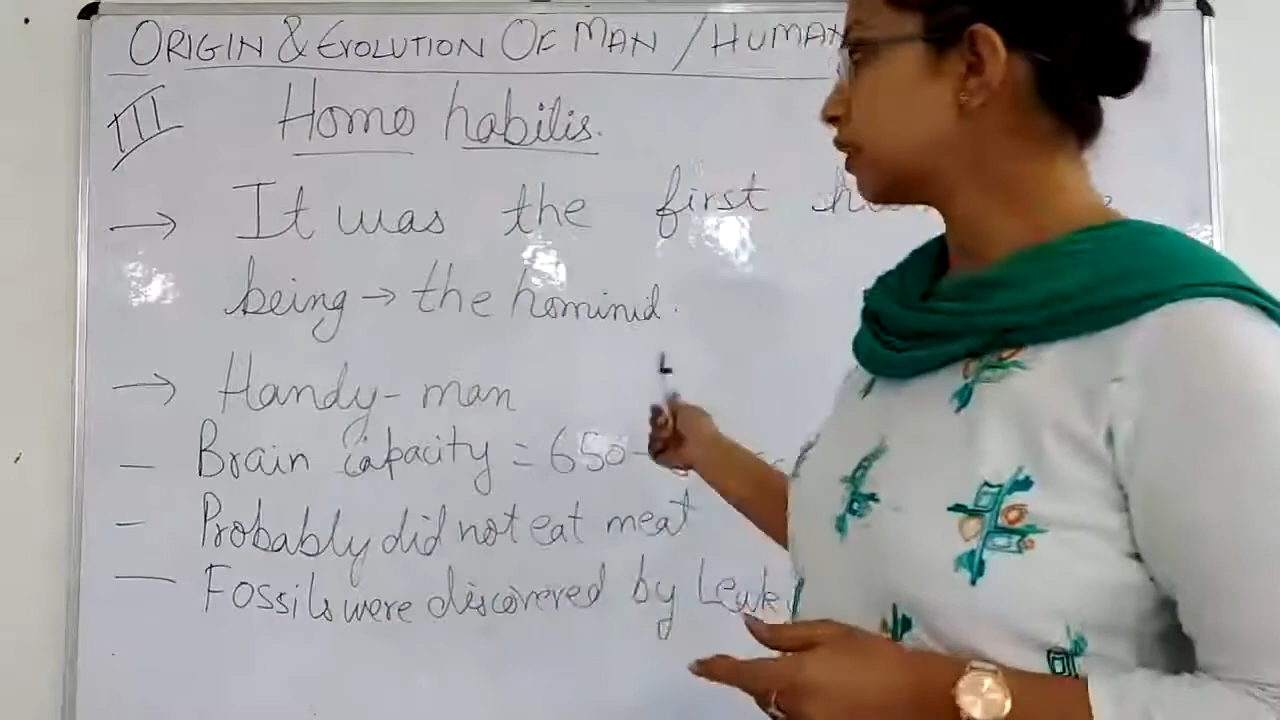 ORIGIN & EVOLUTION OF MAN / HUMAN
III Homo habilis.
→ It was the first
being → the hominid.
→ Handy-man
— Brain capacity = 650-
— Probably did not eat meat
— Fossils were discovered by Leak